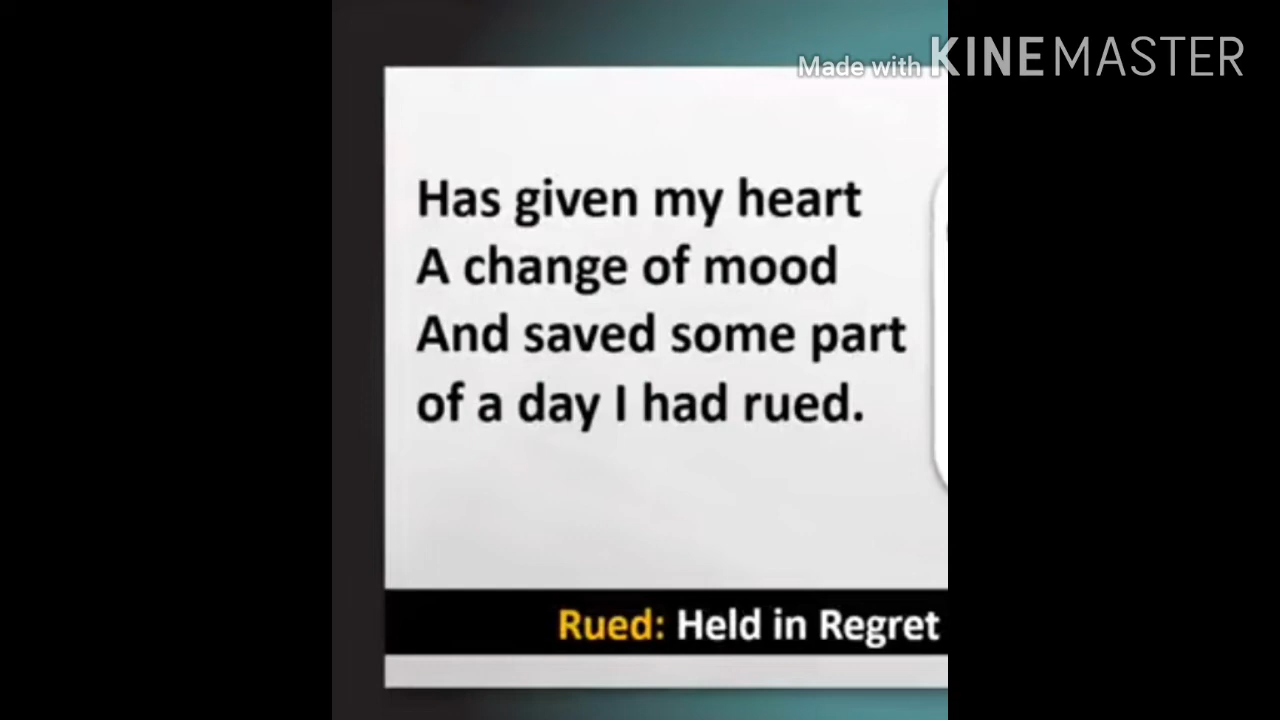 Made with KINEMASTER
Has given my heart
A change of mood
And saved some part
of a day I had rued.
Rued: Held in Regret